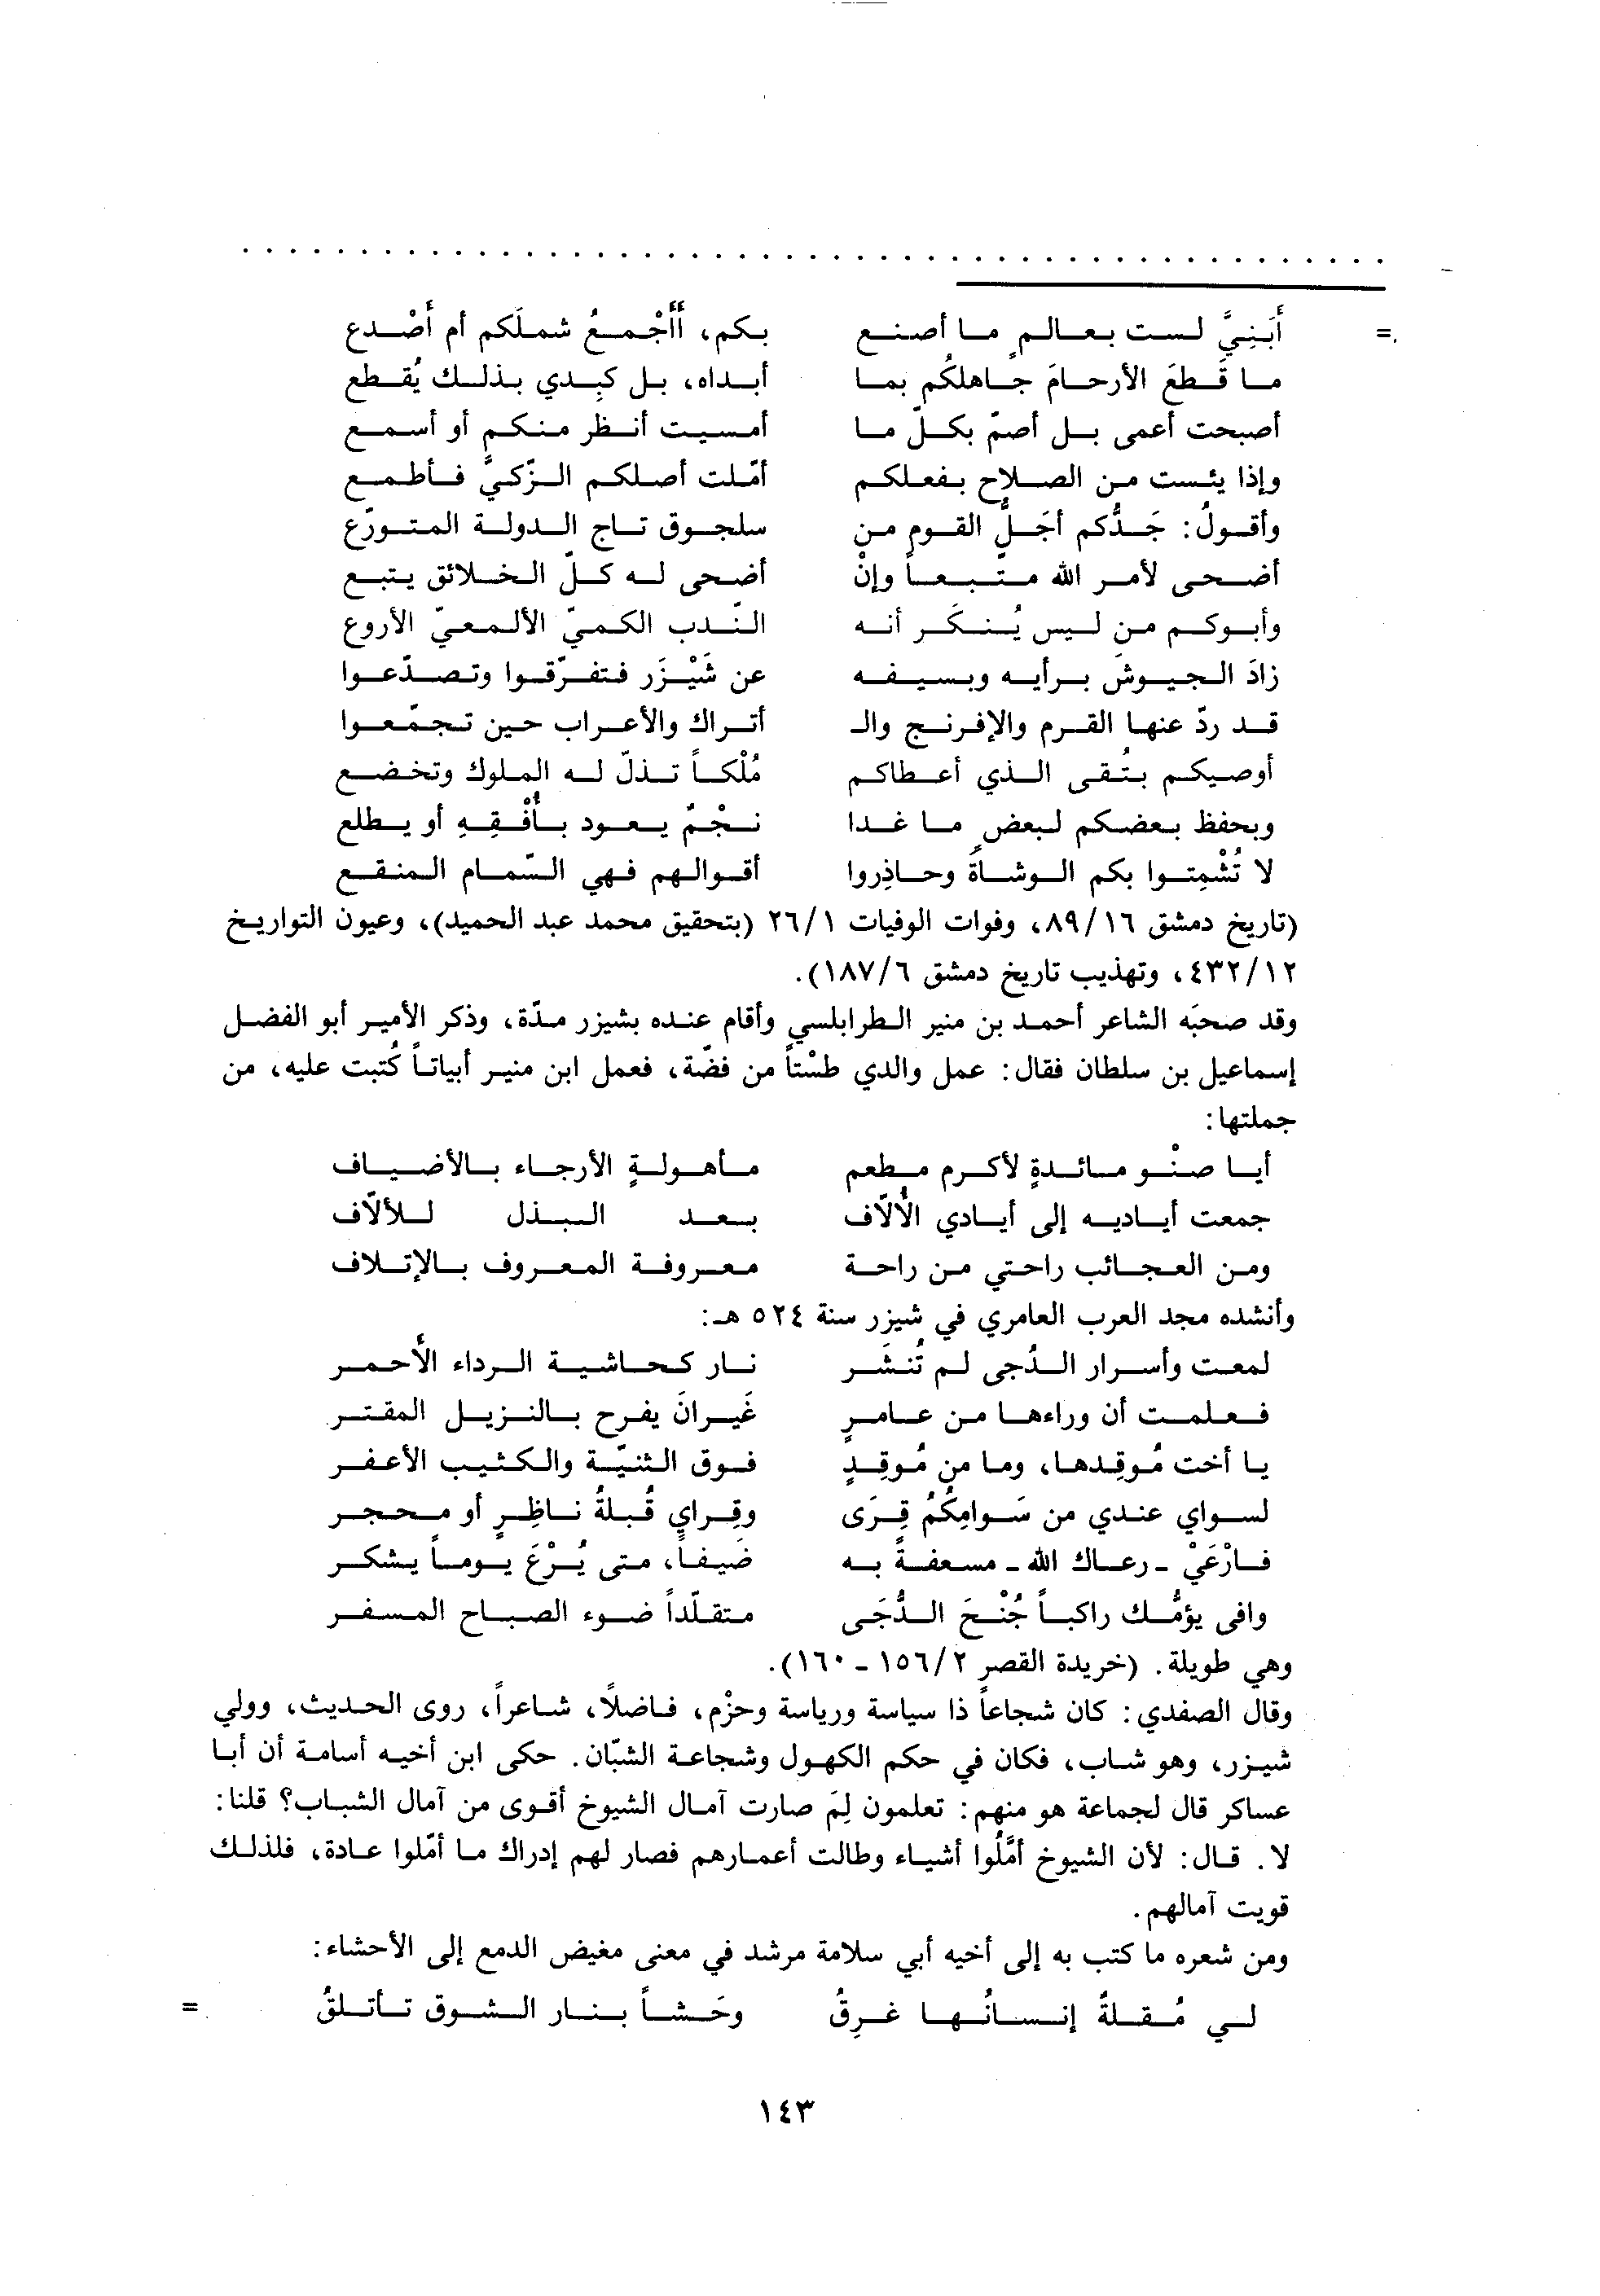 = أَبَنِيَّ لست بعالمٍ ما أصنع بكم، أَأَجْمعُ شملَكم أم أَصْدع
ما قَطعَ الأرحامَ جاهلكُم بما أبداه، بل كبِدي بذلك يُقطع
أصبحت أعمى بل أصمّ بكلّ ما أمسيت أنظر منكم أو أسمع
وإذا يئست من الصلاح بفعلكم أمّلت أصلكم الزّكيَّ فأطمع
وأقولُ: جَدُّكم أجَلُّ القوم من سلجوق تاج الدولة المتورّع
أضحى لأمر الله متّبعاً وإنْ أضحى له كلّ الخلائق يتبع
وأبوكم من ليس يُنكَر أنه النّدب الكميّ الألمعيّ الأروع
زادَ الجيوشَ برأيه وبسيفه عن شَيْزَر فتفرّقوا وتصدّعوا
قد ردّ عنها القرم والإفرنج والـ أتراك والأعراب حين تجمّعوا
أوصيكم بتُقى الذي أعطاكم مُلْكاً تذلّ له الملوك وتخضع
وبحفظ بعضكم لبعضٍ ما غدا نجْمٌ يعود بأُفْقِهِ أو يطلع
لا تُشْمِتوا بكم الوشاةَ وحاذِروا أقوالهم فهي السّمام المنقع
(تاريخ دمشق ٨٩/١٦، وفوات الوفيات ٢٦/١ (بتحقيق محمد عبد الحميد)، وعيون التواريخ
٤٣٢/١٢، وتهذيب تاريخ دمشق ١٨٧/٦).
وقد صحبَه الشاعر أحمد بن منير الطرابلسي وأقام عنده بشيزر مدّة، وذكر الأمير أبو الفضل
إسماعيل بن سلطان فقال: عمل والدي طسْتاً من فضّة، فعمل ابن منير أبياتاً كُتبت عليه، من
جملتها:
أيا صنْو مائدةٍ لأكرم مطعم مأهولةٍ الأرجاء بالأضياف
جمعت أياديه إلى أيادي الأُلّاف بعد البذل للألّاف
ومن العجائب راحتي من راحة معروفة المعروف بالإتلاف
وأنشده مجد العرب العامري في شيزر سنة ٥٢٤ هـ:
لمعت وأسرار الدُجى لم تُنشَر نار كحاشية الرداء الأحمر
فعلمت أن وراءها من عامرٍ غَيرانَ يفرح بالنزيل المقتر
يا أخت مُوقِدها، وما من مُوقِدٍ فوق الثنيّة والكثيب الأعفر
لسواي عندي من سَوامِكُمُ قِرَى وقِراي قُبلةُ ناظِرٍ أو محجر
فارْعَيْ - رعاك الله - مسعفةً به ضَيفاً، متى يُرْعَ يوماً يشكر
وافى يؤمُّك راكباً جُنْحَ الدُّجَى متقلّداً ضوء الصباح المسفر
وهي طويلة. (خريدة القصر ١٥٦/٢ - ١٦٠).
وقال الصفدي: كان شجاعاً ذا سياسة ورياسة وحزْم، فاضلاً، شاعراً، روى الحديث، وولي
شيزر، وهو شاب، فكان في حكم الكهول وشجاعة الشبّان. حكى ابن أخيه أسامة أن أبا
عساكر قال لجماعة هو منهم: تعلمون لِمَ صارت آمال الشيوخ أقوى من آمال الشباب؟ قلنا:
لا. قال: لأن الشيوخ أمَّلُوا أشياء وطالت أعمارهم فصار لهم إدراك ما أمّلوا عادة، فلذلك
قويت آمالهم.
ومن شعره ما كتب به إلى أخيه أبي سلامة مرشد في معنى مغيض الدمع إلى الأحشاء:
لي مُقلةٌ إنسانُها غرِقُ وحَشاً بنار الشوق تأتلقُ =
١٤٣